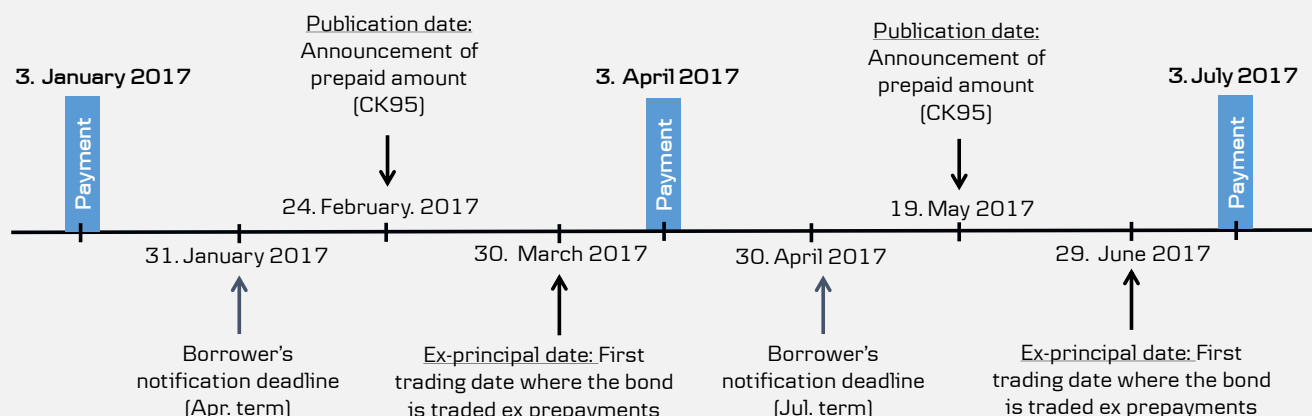 Publication date:
Announcement of
prepaid amount
(CK95)
Publication date:
Announcement of
prepaid amount
(CK95)
3. January 2017
3. April 2017
3. July 2017
Payment
Payment
Payment
24. February. 2017
19. May 2017
31. January 2017
30. March 2017
30. April 2017
29. June 2017
Borrower's
notification deadline
(Apr. term)
Ex-principal date: First
trading date where the bond
is traded ex prepayments
Borrower's
notification deadline
(Jul. term)
Ex-principal date: First
trading date where the bond
is traded ex prepayments